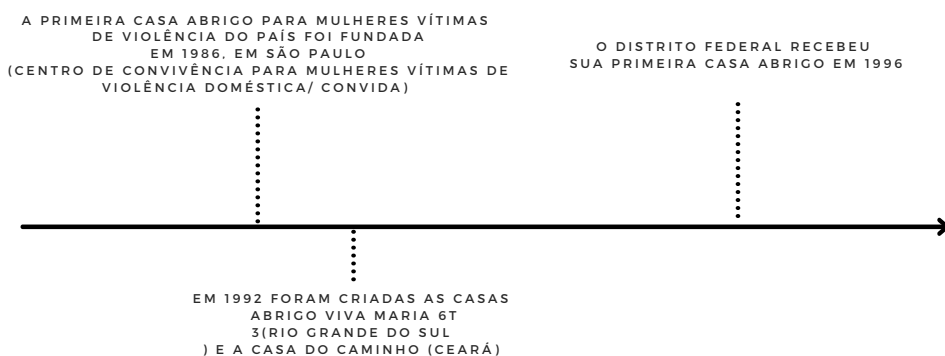 A PRIMEIRA CASA ABRIGO PARA MULHERES VÍTIMAS
DE VIOLÊNCIA DO PAÍS FOI FUNDADA
EM 1986, EM SÃO PAULO
(CENTRO DE CONVIVÊNCIA PARA MULHERES VÍTIMAS DE
VIOLÊNCIA DOMÉSTICA/ CONVIDA)
O DISTRITO FEDERAL RECEBEU
SUA PRIMEIRA CASA ABRIGO EM 1996
EM 1992 FORAM CRIADAS AS CASAS
ABRIGO VIVA MARIA 6T
3(RIO GRANDE DO SUL
) E A CASA DO CAMINHO (CEARÁ)